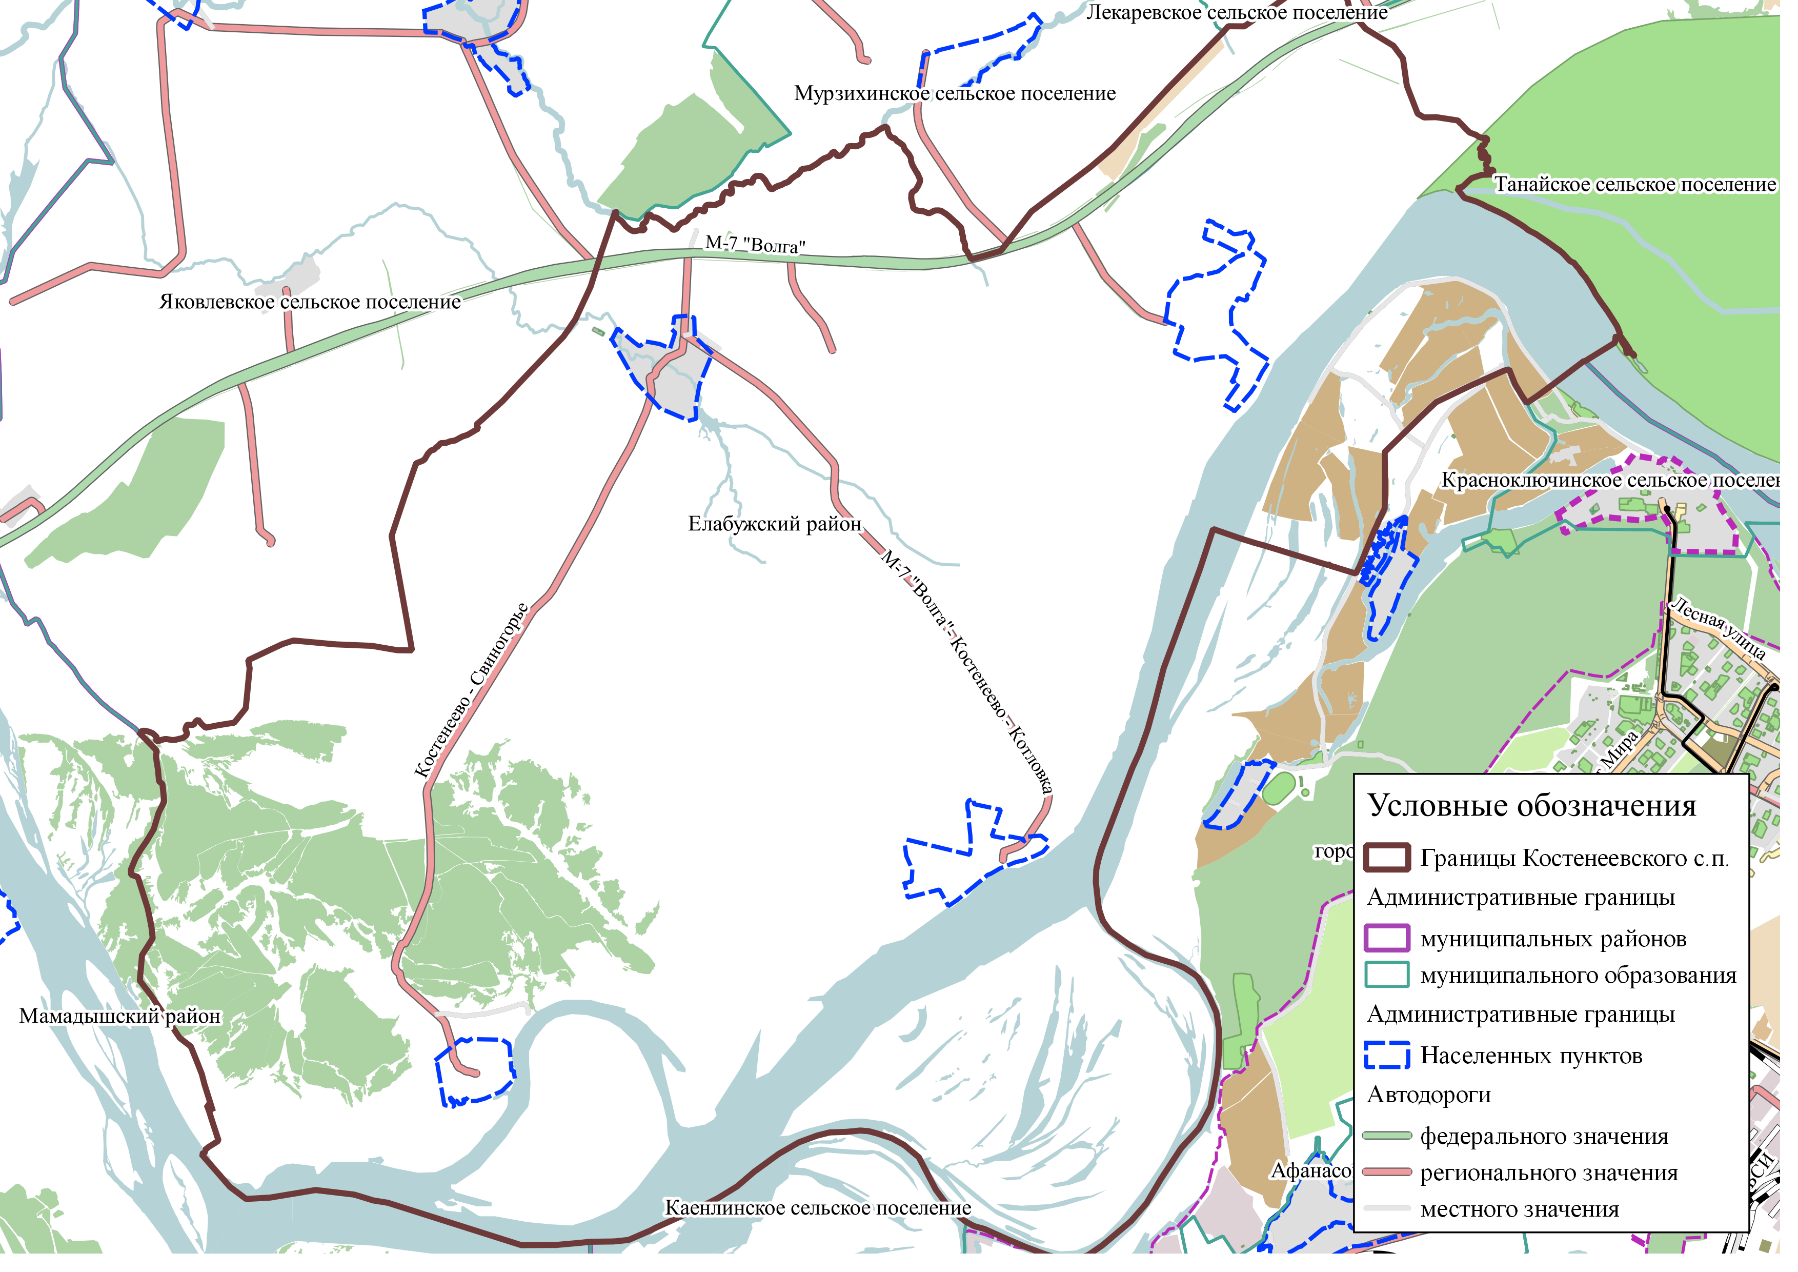 Лекаревское сельское поселение
Мурзихинское сельское поселение
Танайское сельское поселение
М-7 "Волга"
Яковлевское сельское поселение
Красноключинское сельское
Елабужский район
М-7 "Волга" - Костенеево - Котловка
Костенеево - Свиногорье
Лесная улица
Мира
Мамадышский район
Каенлинское сельское поселение
Условные обозначения
Границы Костенеевского с.п.
Административные границы
муниципальных районов
муниципального образования
Административные границы
Населенных пунктов
Автодороги
федерального значения
регионального значения
местного значения